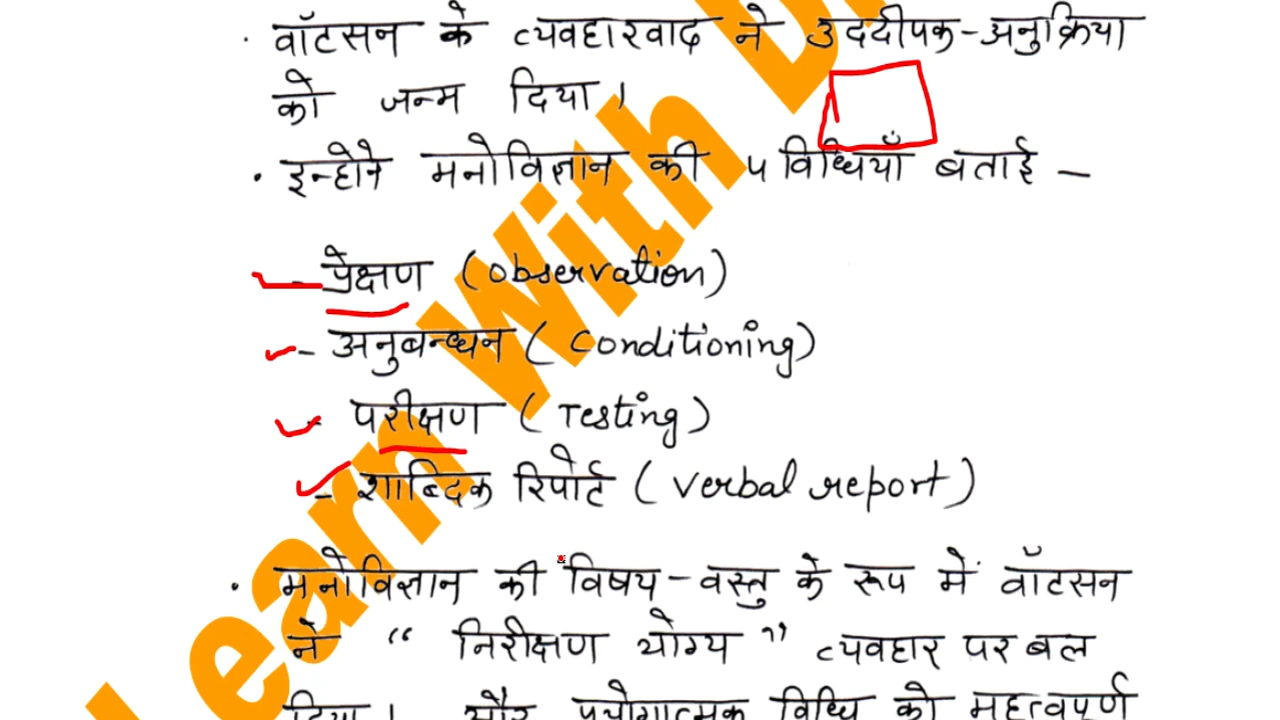 · वॉटसन के व्यवहारवाद ने उददीपक-अनुक्रिया
को जन्म दिया।
· इन्होने मनोविज्ञान की 4 विधियाँ बताई -
- प्रेक्षण (observation)
- अनुबन्धन (Conditioning)
- परीक्षण (Testing)
- शाब्दिक रिपोर्ट (verbal report)
· मनोविज्ञान की विषय-वस्तु के रूप में वॉटसन
ने “निरीक्षण योग्य” व्यवहार पर बल
दिया। और प्रयोगात्मक विधि को महत्वपूर्ण
Learn with D